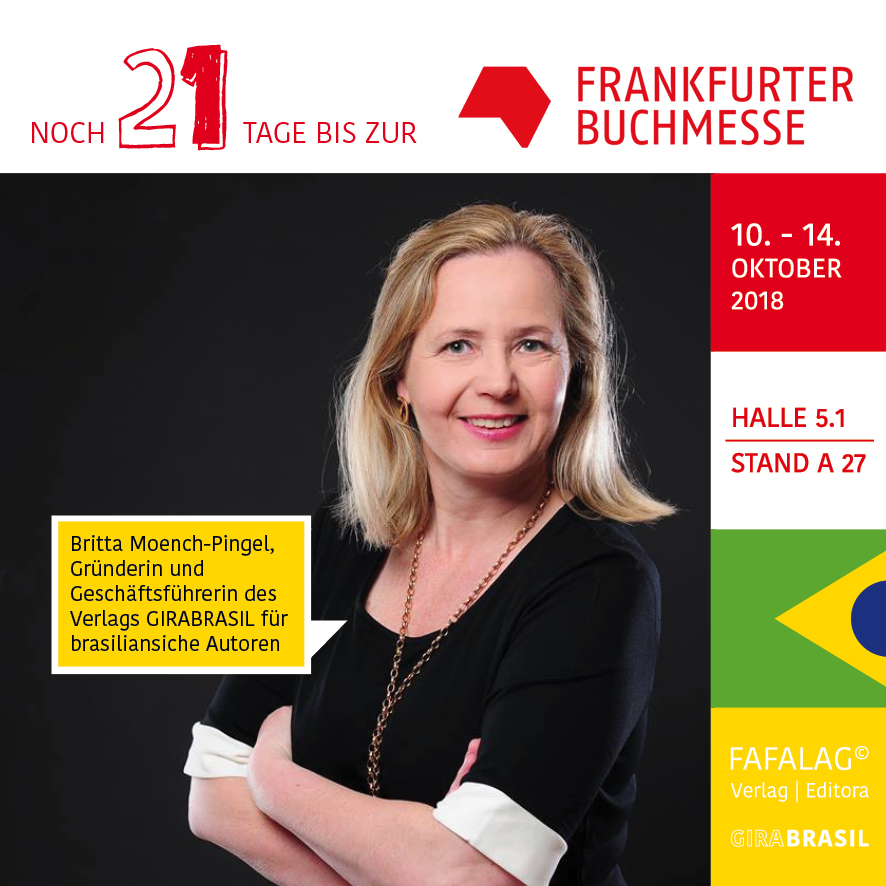 NOCH 21 TAGE BIS ZUR
FRANKFURTER
BUCHMESSE
10. - 14.
OKTOBER
2018
HALLE 5.1
STAND A 27
Britta Moench-Pingel,
Gründerin und
Geschäftsführerin des
Verlags GIRABRASIL für
brasiliansiche Autoren
FAFALAG©
Verlag | Editora
GIRABRASIL